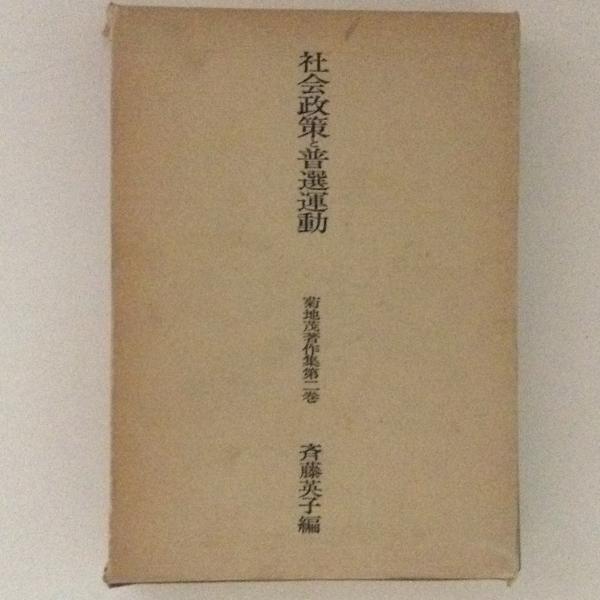 社会政策と普選運動
菊地茂著作集第二巻
斉藤英子編